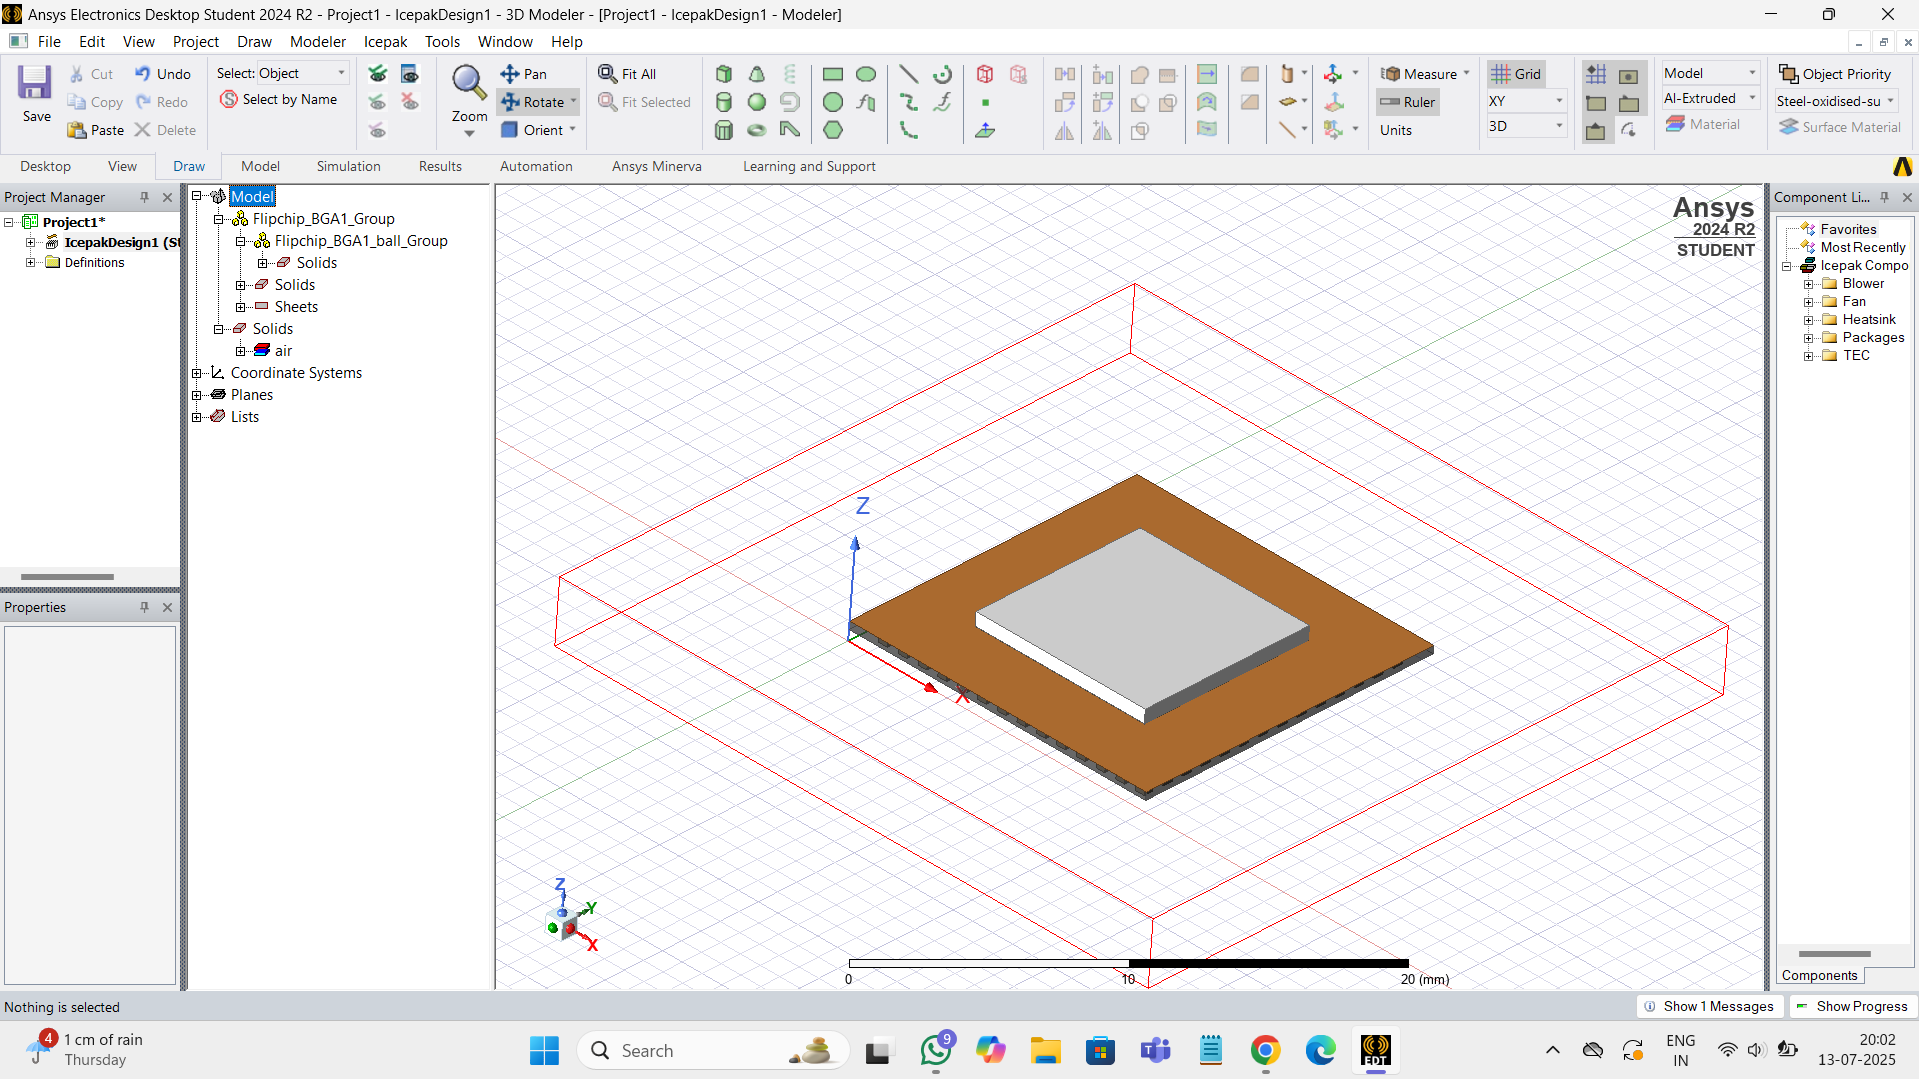 Ansys Electronics Desktop Student 2024 R2 - Project1 - IcepakDesign1 - 3D Modeler - [Project1 - IcepakDesign1 - Modeler]
File Edit View Project Draw Modeler Icepak Tools Window Help
Save
Cut
Copy
Paste
Undo
Redo
Delete
Select: Object
Select by Name
Zoom
Pan
Rotate
Orient
Fit All
Fit Selected
Measure
Ruler
Units
Grid
XY
3D
Model
Al-Extruded
Material
Object Priority
Steel-oxidised-su
Surface Material
Desktop View Draw Model Simulation Results Automation Ansys Minerva Learning and Support
Project Manager
Project1*
IcepakDesign1 (St
Definitions
Properties
Model
Flipchip_BGA1_Group
Flipchip_BGA1_ball_Group
Solids
Solids
Sheets
Solids
air
Coordinate Systems
Planes
Lists
Ansys
2024 R2
STUDENT
Z
X
Z
Y
X
0 10 20 (mm)
Component Li...
Favorites
Most Recently
Icepak Compo
Blower
Fan
Heatsink
Packages
TEC
Components
Nothing is selected
Show 1 Messages
Show Progress
4
1 cm of rain
Thursday
Search
9
EDT
ENG
IN
20:02
13-07-2025